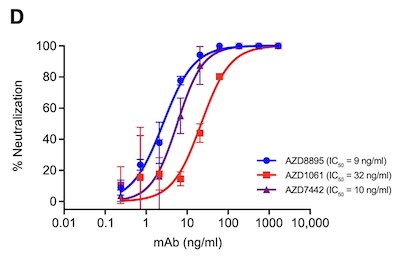 D
% Neutralization
100
80
60
40
20
0
0.01 0.1 1 10 100 1000 10,000
mAb (ng/ml)
AZD8895 (IC50 = 9 ng/ml)
AZD1061 (IC50 = 32 ng/ml)
AZD7442 (IC50 = 10 ng/ml)